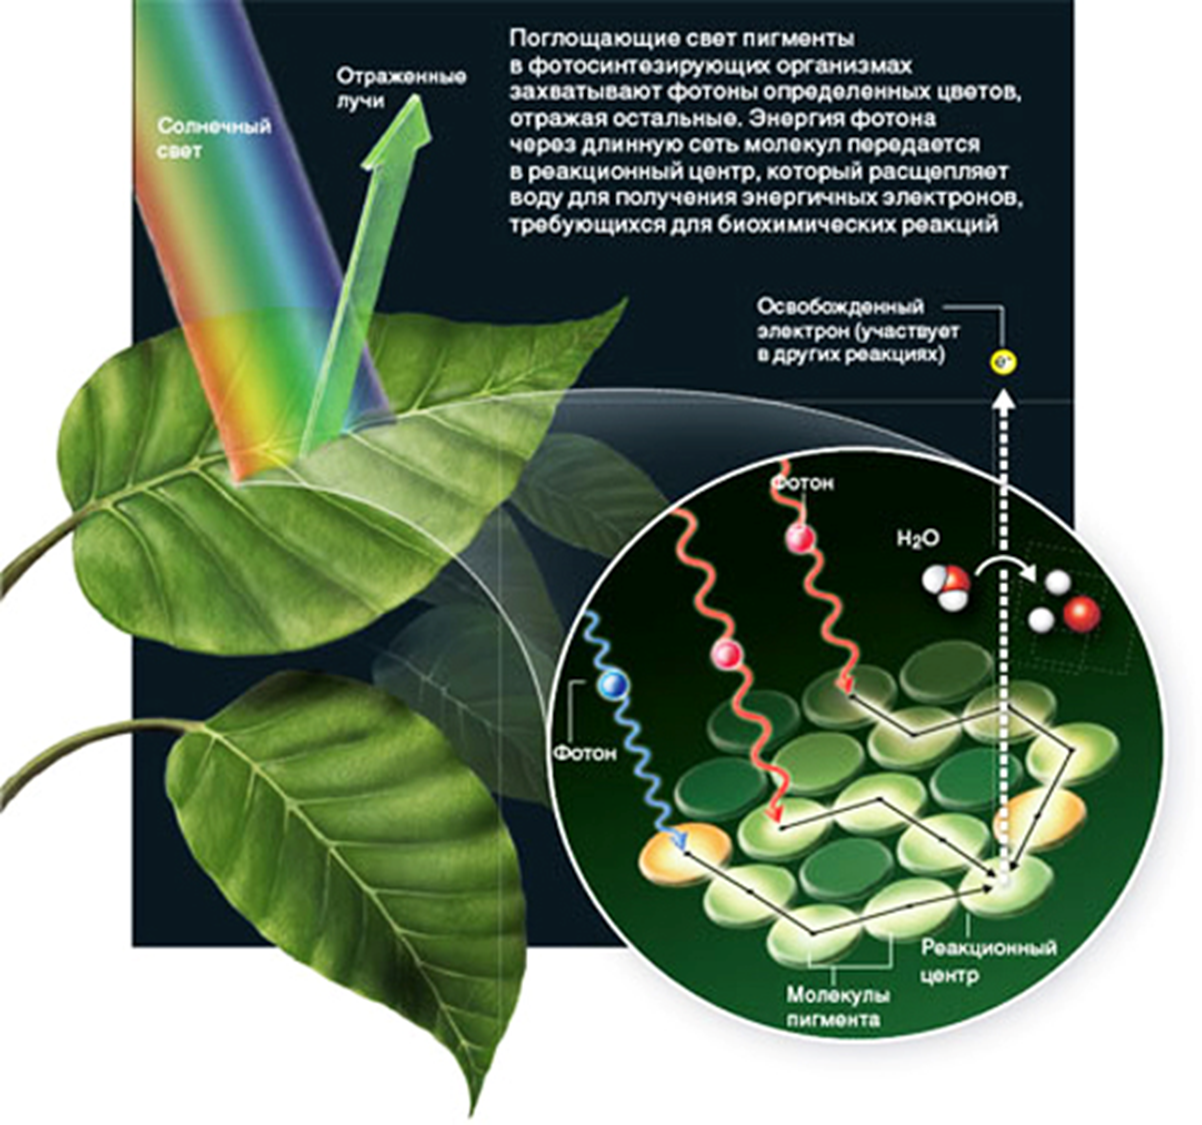 Солнечный
свет
Отраженные
лучи
Поглощающие свет пигменты
в фотосинтезирующих организмах
захватывают фотоны определенных цветов,
отражая остальные. Энергия фотона
через длинную сеть молекул передается
в реакционный центр, который расщепляет
воду для получения энергичных электронов,
требующихся для биохимических реакций
Освобожденный
электрон (участвует
в других реакциях)
e⁻
Фотон
H₂O
Фотон
Реакционный
центр
Молекулы
пигмента